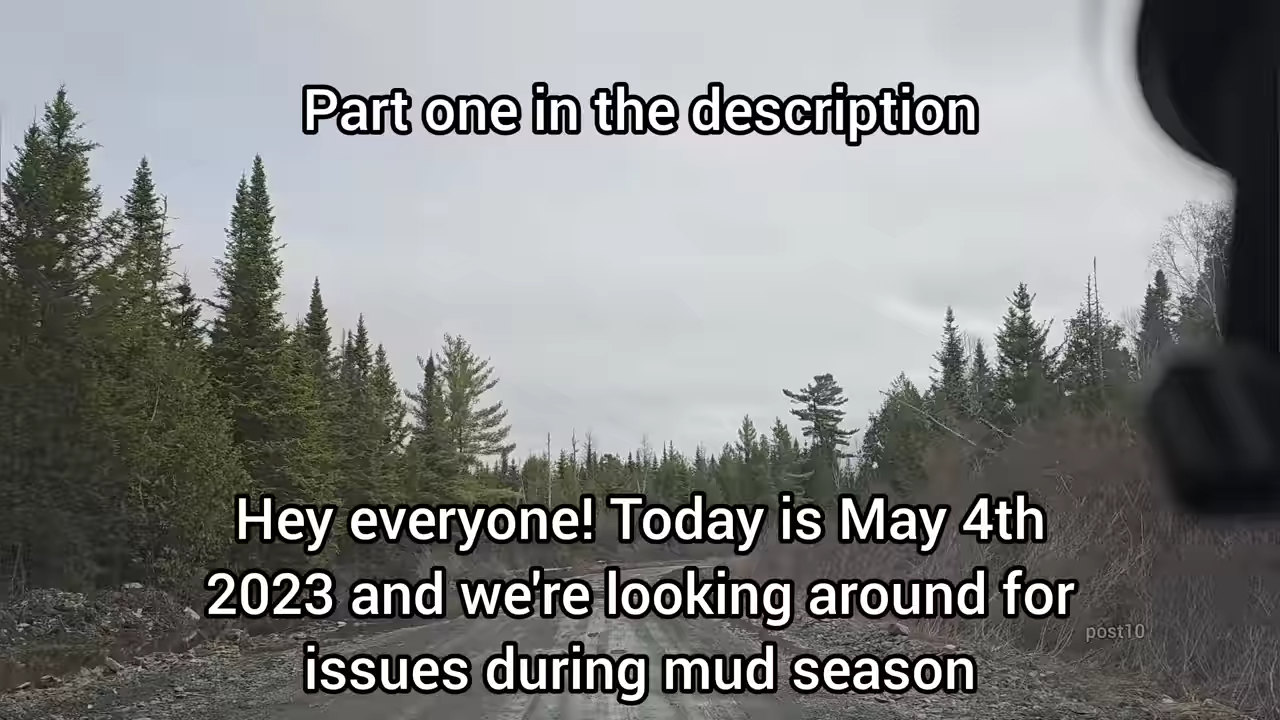 Part one in the description
Hey everyone! Today is May 4th
2023 and we're looking around for
issues during mud season
post10